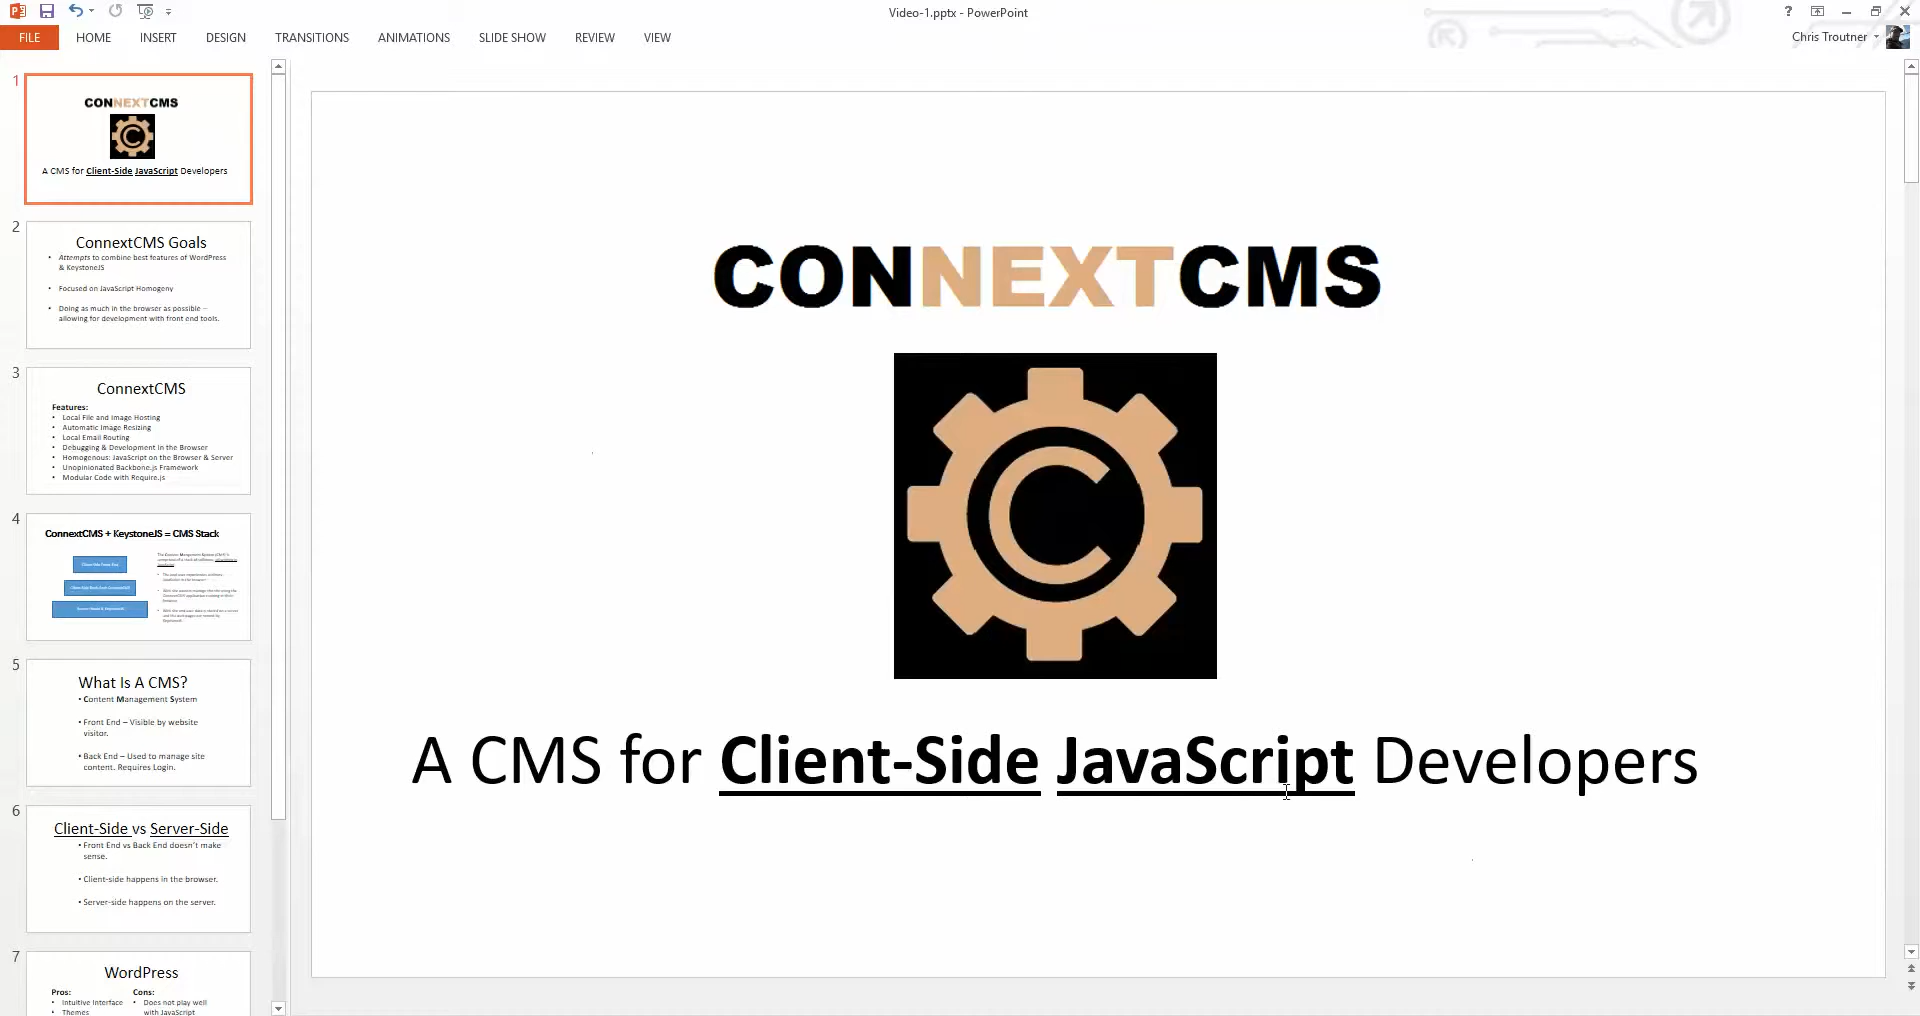 Video-1.pptx - PowerPoint
?
FILE HOME INSERT DESIGN TRANSITIONS ANIMATIONS SLIDE SHOW REVIEW VIEW
Chris Troutner
1
CONNEXTCMS
A CMS for Client-Side JavaScript Developers
2
ConnextCMS Goals
• Attempts to combine best features of WordPress
& KeystoneJS
• Focused on JavaScript Homogeny
• Doing as much in the browser as possible –
allowing for development with front end tools.
3
ConnextCMS
Features:
• Local File and Image Hosting
• Automatic Image Resizing
• Local Email Routing
• Debugging & Development In the Browser
• Homogenous: JavaScript on the Browser & Server
• Unopinionated Backbone.js Framework
• Modular Code with Require.js
4
ConnextCMS + KeystoneJS = CMS Stack
5
What Is A CMS?
• Content Management System
• Front End – Visible by website
visitor.
• Back End – Used to manage site
content. Requires Login.
6
Client-Side vs Server-Side
• Front End vs Back End doesn't make
sense.
• Client-side happens in the browser.
• Server-side happens on the server.
7
WordPress
Pros:
• Intuitive Interface
• Themes
Cons:
• Does not play well
with JavaScript
CONNEXTCMS
C
A CMS for Client-Side JavaScript Developers